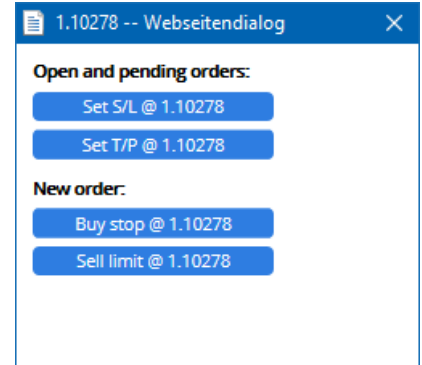 1.10278 -- Webseitendialog
Open and pending orders:
Set S/L @ 1.10278
Set T/P @ 1.10278
New order:
Buy stop @ 1.10278
Sell limit @ 1.10278